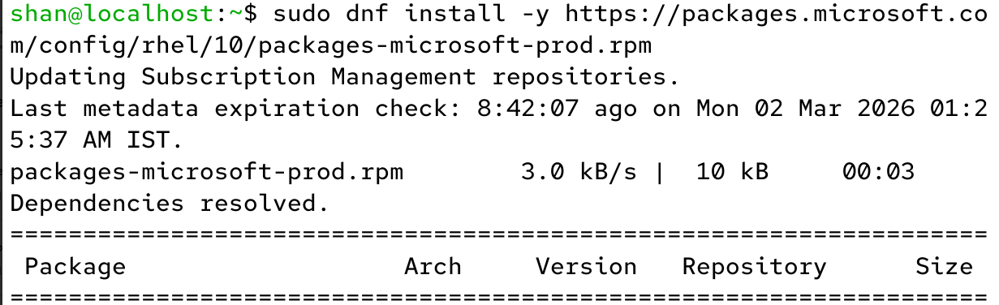 shan@localhost:~$ sudo dnf install -y https://packages.microsoft.co
m/config/rhel/10/packages-microsoft-prod.rpm
Updating Subscription Management repositories.
Last metadata expiration check: 8:42:07 ago on Mon 02 Mar 2026 01:2
5:37 AM IST.
packages-microsoft-prod.rpm        3.0 kB/s |  10 kB     00:03
Dependencies resolved.
===================================================================
 Package                   Arch     Version   Repository      Size
===================================================================